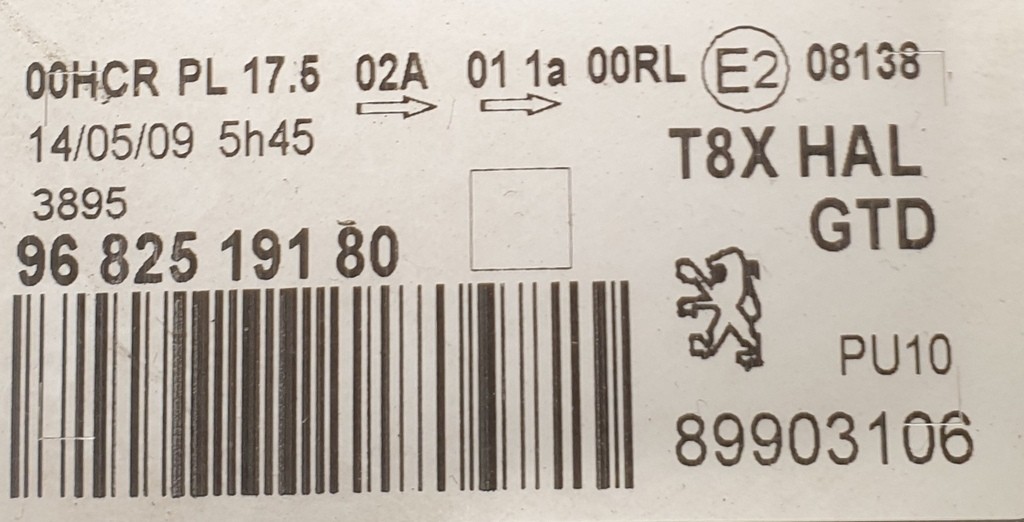 00HCR PL 17.5 02A 01 1a 00RL E2 08138
14/05/09 5h45
T8X HAL
3895
GTD
96 825 191 80
PU10
89903106